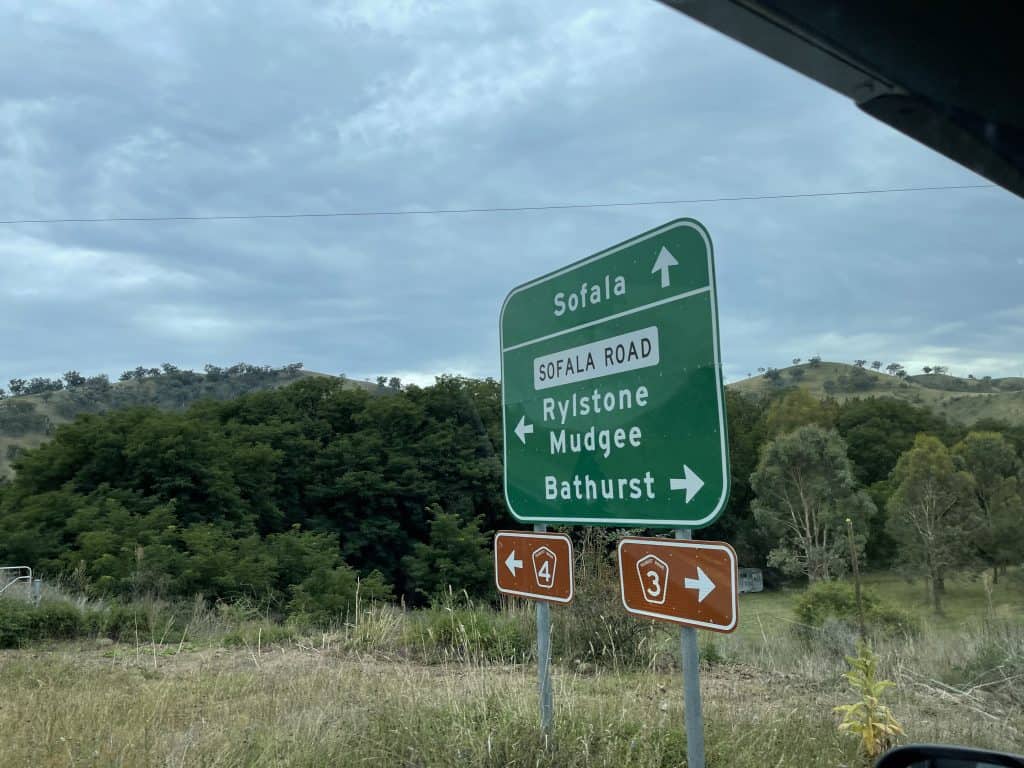 Sofala
SOFALA ROAD
Rylstone
Mudgee
Bathurst
4
3